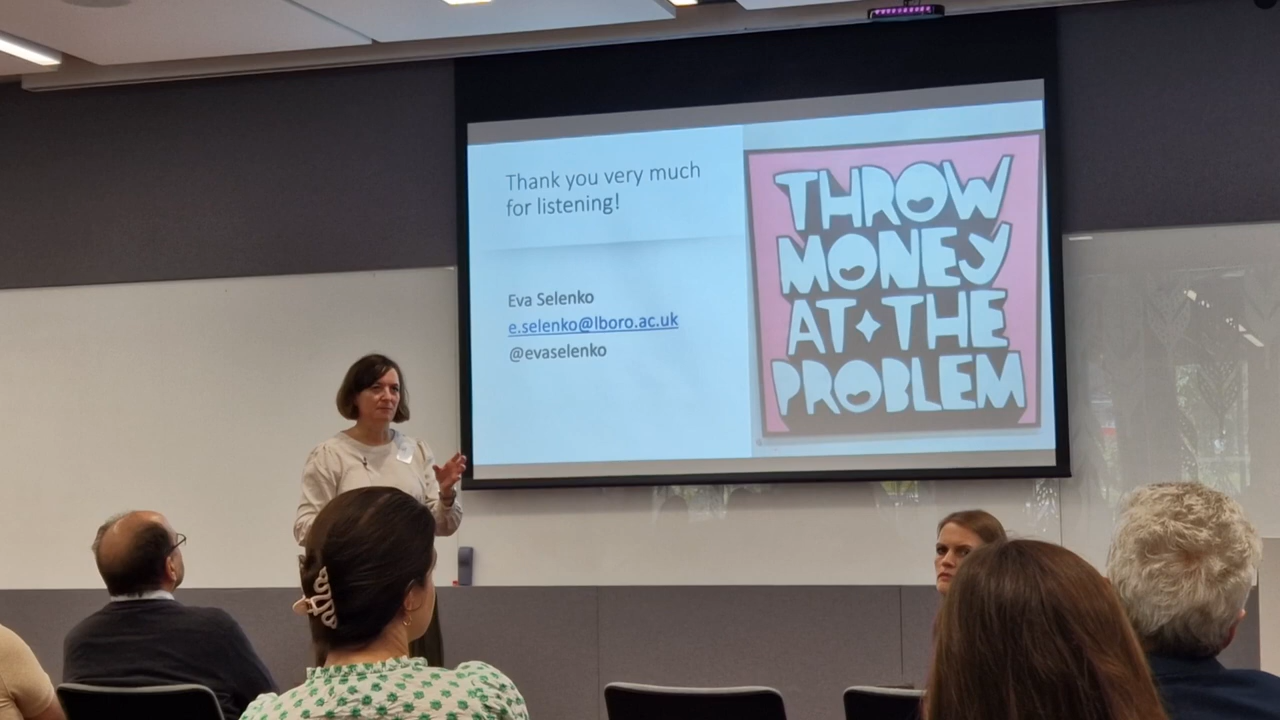 Thank you very much
for listening!
Eva Selenko
e.selenko@lboro.ac.uk
@evaselenko
THROW
MONEY
AT THE
PROBLEM